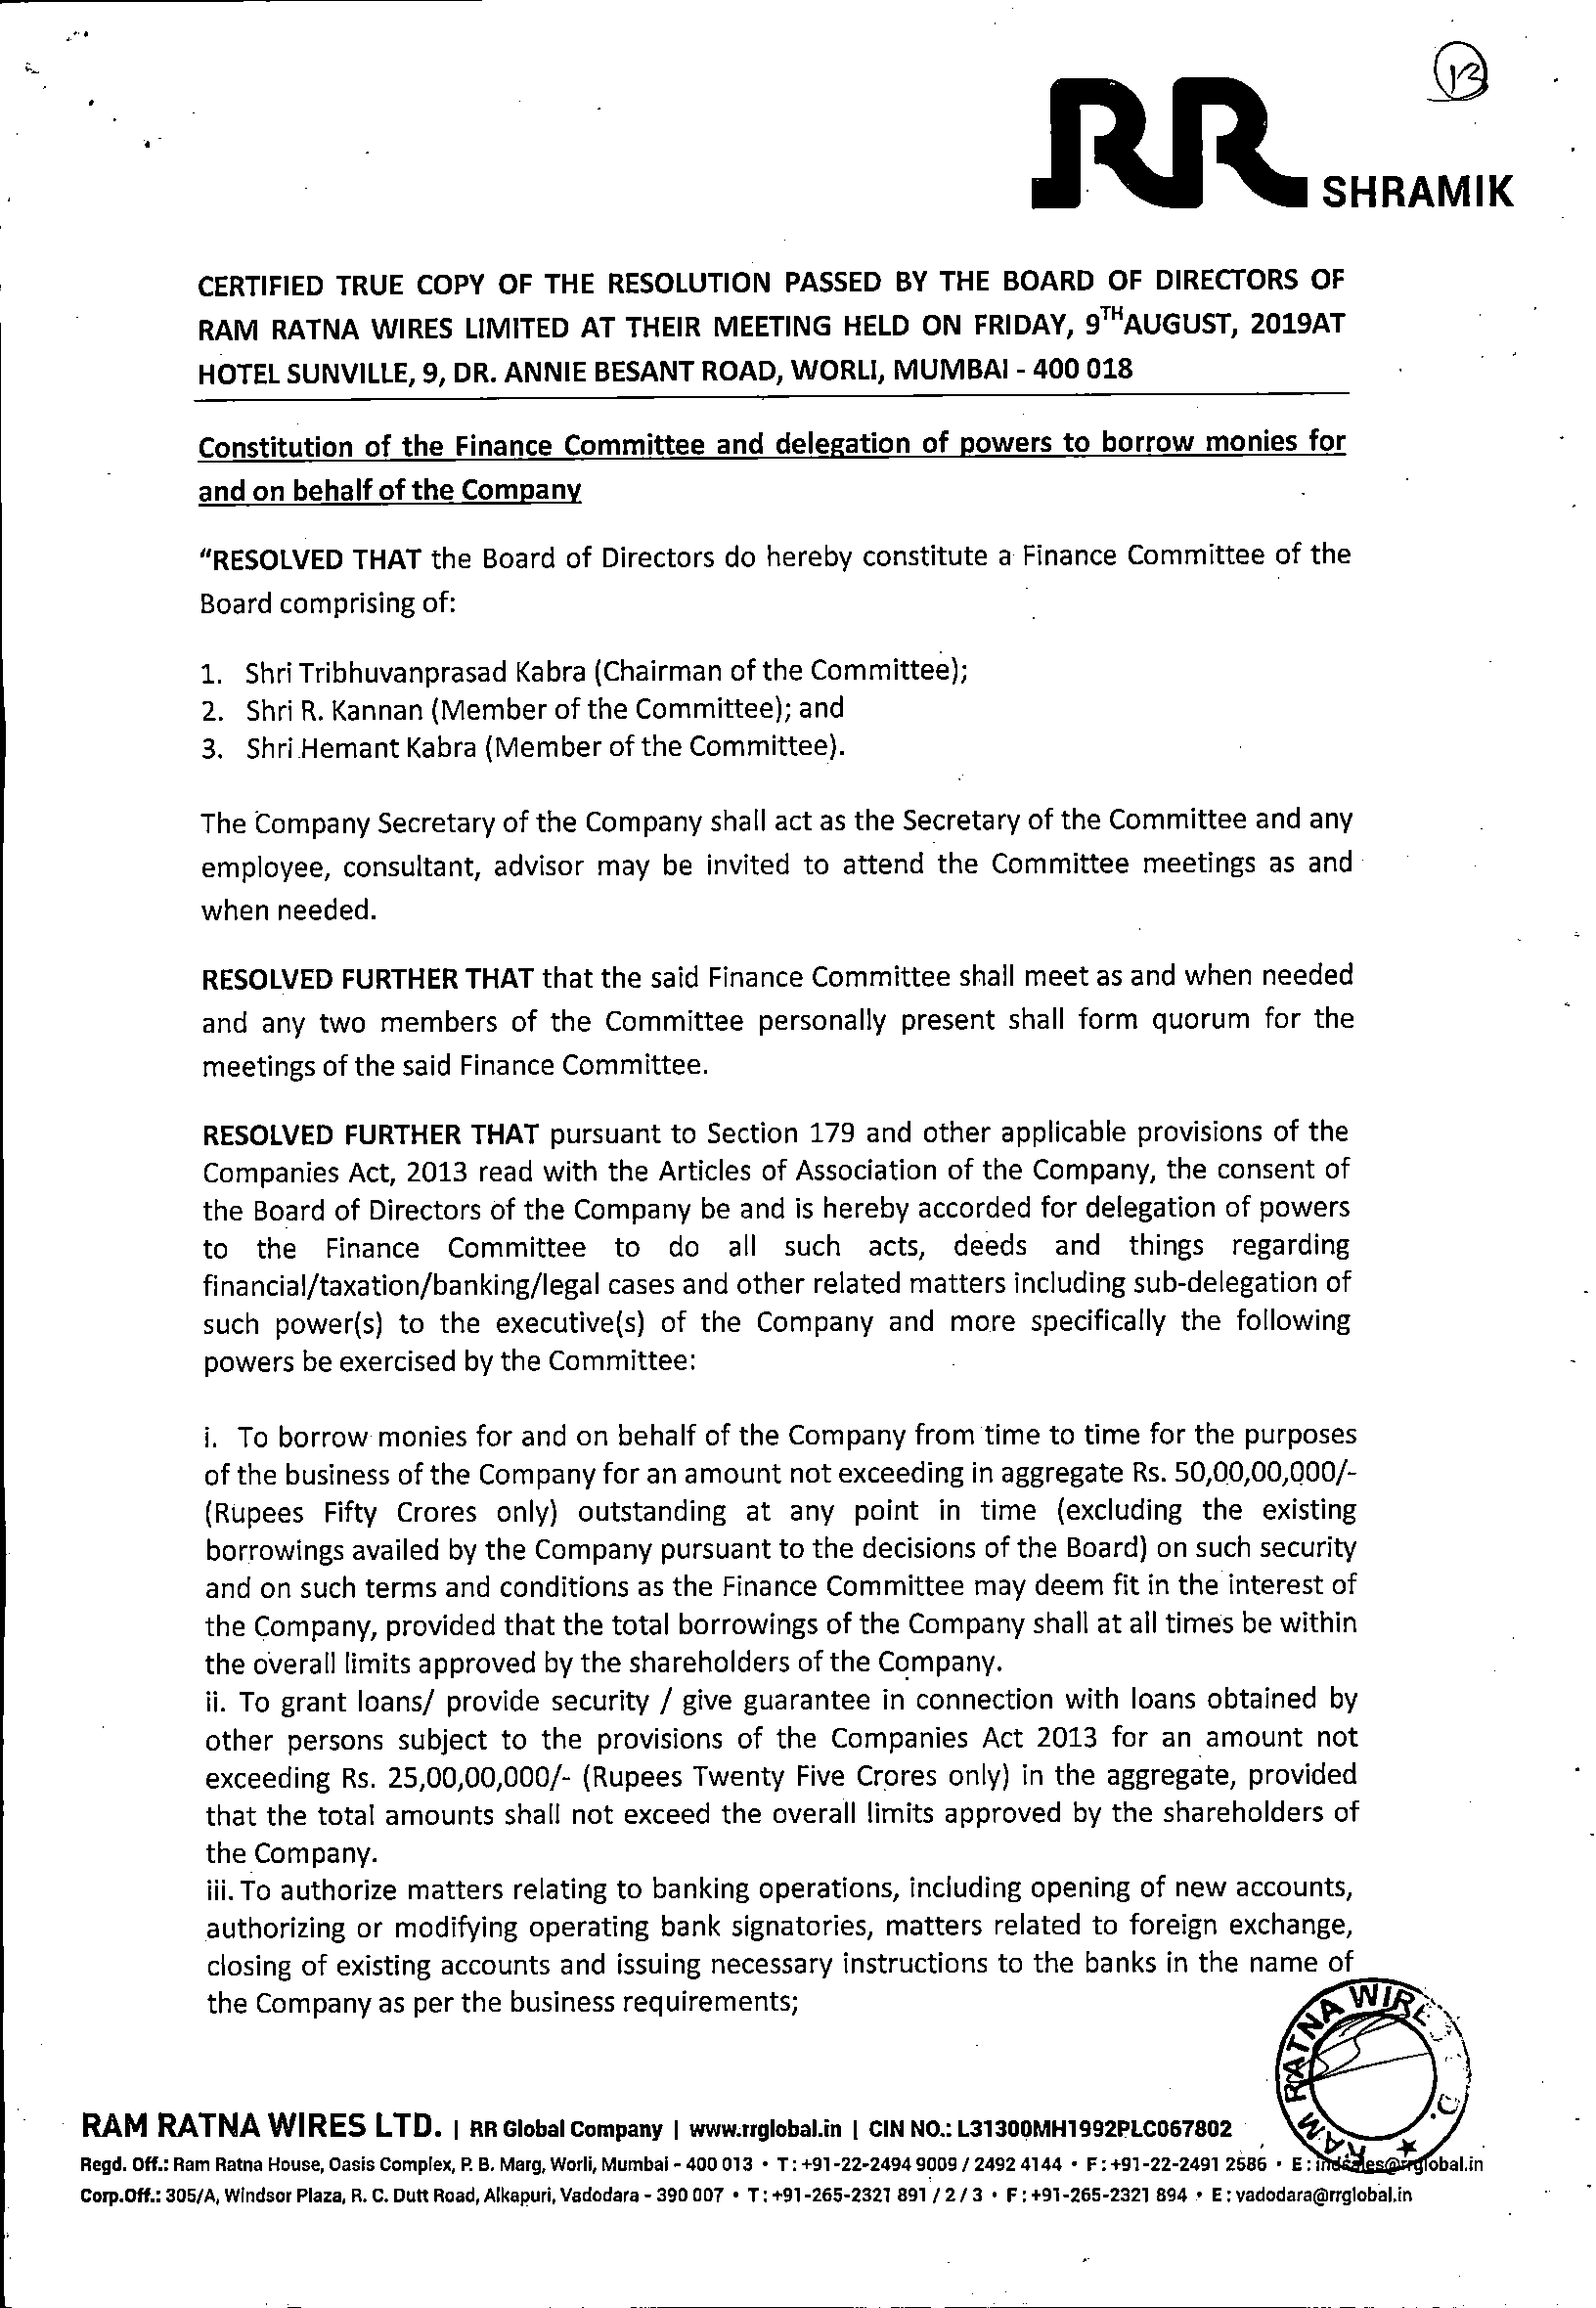 13
RR SHRAMIK
CERTIFIED TRUE COPY OF THE RESOLUTION PASSED BY THE BOARD OF DIRECTORS OF
RAM RATNA WIRES LIMITED AT THEIR MEETING HELD ON FRIDAY, 9THAUGUST, 2019AT
HOTEL SUNVILLE, 9, DR. ANNIE BESANT ROAD, WORLI, MUMBAI - 400 018
Constitution of the Finance Committee and delegation of powers to borrow monies for
and on behalf of the Company
"RESOLVED THAT the Board of Directors do hereby constitute a Finance Committee of the
Board comprising of:
1. Shri Tribhuvanprasad Kabra (Chairman of the Committee);
2. Shri R. Kannan (Member of the Committee); and
3. Shri Hemant Kabra (Member of the Committee).
The Company Secretary of the Company shall act as the Secretary of the Committee and any
employee, consultant, advisor may be invited to attend the Committee meetings as and
when needed.
RESOLVED FURTHER THAT that the said Finance Committee shall meet as and when needed
and any two members of the Committee personally present shall form quorum for the
meetings of the said Finance Committee.
RESOLVED FURTHER THAT pursuant to Section 179 and other applicable provisions of the
Companies Act, 2013 read with the Articles of Association of the Company, the consent of
the Board of Directors of the Company be and is hereby accorded for delegation of powers
to the Finance Committee to do all such acts, deeds and things regarding
financial/taxation/banking/legal cases and other related matters including sub-delegation of
such power(s) to the executive(s) of the Company and more specifically the following
powers be exercised by the Committee:
i. To borrow monies for and on behalf of the Company from time to time for the purposes
of the business of the Company for an amount not exceeding in aggregate Rs. 50,00,00,000/-
(Rupees Fifty Crores only) outstanding at any point in time (excluding the existing
borrowings availed by the Company pursuant to the decisions of the Board) on such security
and on such terms and conditions as the Finance Committee may deem fit in the interest of
the Company, provided that the total borrowings of the Company shall at all times be within
the overall limits approved by the shareholders of the Company.
ii. To grant loans/ provide security / give guarantee in connection with loans obtained by
other persons subject to the provisions of the Companies Act 2013 for an amount not
exceeding Rs. 25,00,00,000/- (Rupees Twenty Five Crores only) in the aggregate, provided
that the total amounts shall not exceed the overall limits approved by the shareholders of
the Company.
iii. To authorize matters relating to banking operations, including opening of new accounts,
authorizing or modifying operating bank signatories, matters related to foreign exchange,
closing of existing accounts and issuing necessary instructions to the banks in the name of
the Company as per the business requirements;
RAM RATNA WIRE
RAM RATNA WIRES LTD. | RR Global Company | www.rrglobal.in | CIN NO.: L31300MH1992PLC067802
Regd. Off.: Ram Ratna House, Oasis Complex, P. B. Marg, Worli, Mumbai - 400 013 • T : +91-22-2494 9009 / 2492 4144 • F : +91-22-2491 2586 • E : indsales@rrglobal.in
Corp.Off.: 305/A, Windsor Plaza, R. C. Dutt Road, Alkapuri, Vadodara - 390 007 • T : +91-265-2321 891 / 2 / 3 • F : +91-265-2321 894 • E : vadodara@rrglobal.in